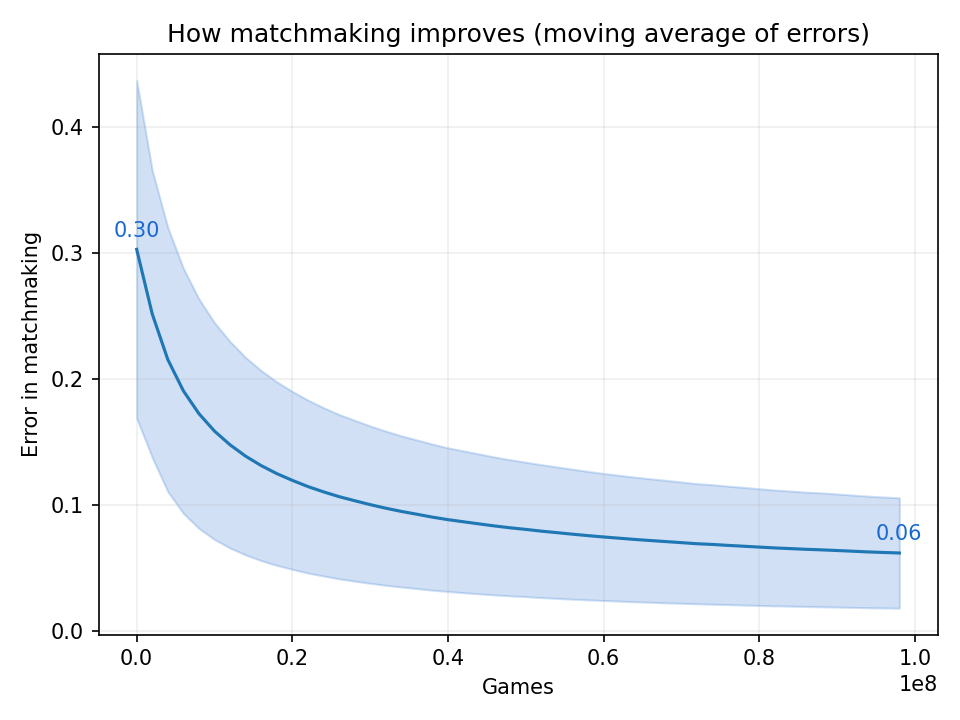 How matchmaking improves (moving average of errors)
Error in matchmaking
0.4
0.3
0.2
0.1
0.0
0.30
0.06
0.0 0.2 0.4 0.6 0.8 1.0
1e8
Games